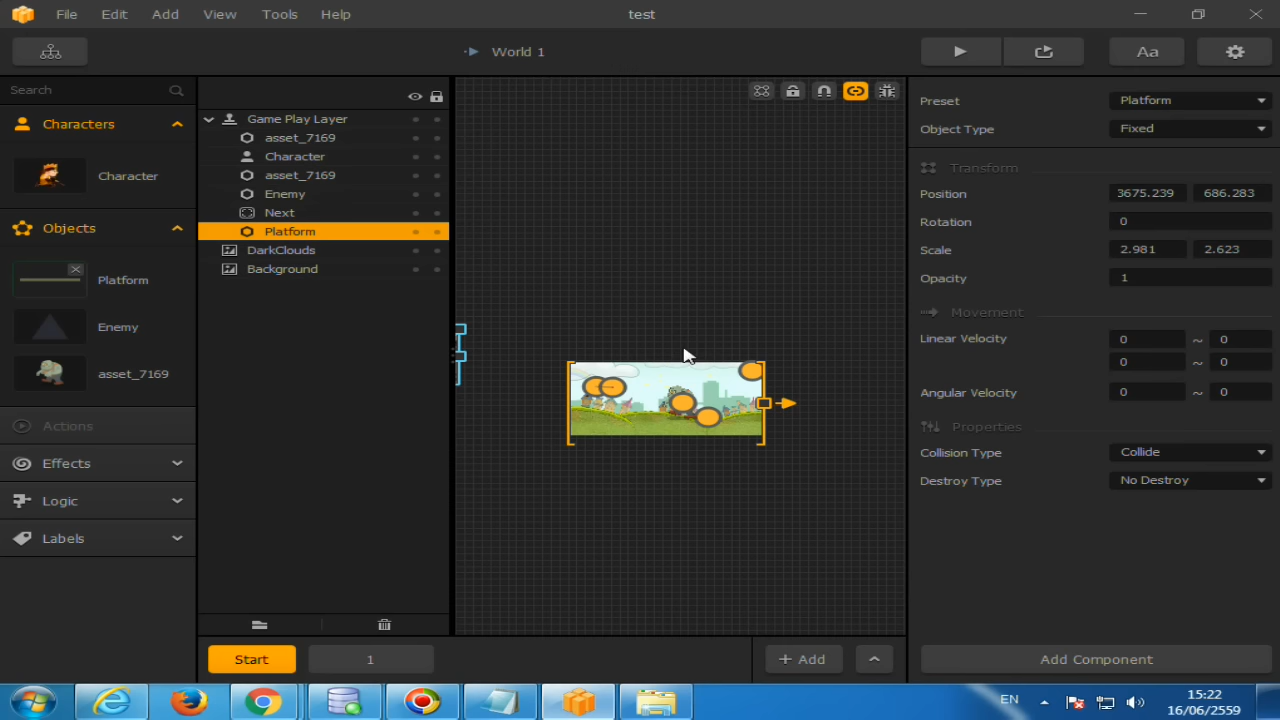 File Edit Add View Tools Help
test
World 1
Aa
Search
Characters
Character
Objects
Platform
Enemy
asset_7169
Actions
Effects
Logic
Labels
Game Play Layer
asset_7169
Character
asset_7169
Enemy
Next
Platform
DarkClouds
Background
Start
1
+ Add
Preset Platform
Object Type Fixed
Transform
Position 3675.239 686.283
Rotation 0
Scale 2.981 2.623
Opacity 1
Movement
Linear Velocity 0 ~ 0
0 ~ 0
Angular Velocity 0 ~ 0
Properties
Collision Type Collide
Destroy Type No Destroy
Add Component
EN
15:22
16/06/2559